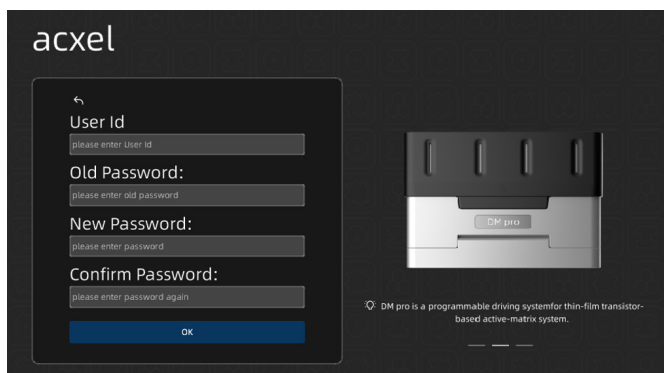 acxel
User Id
please enter User Id
Old Password:
please enter old password
New Password:
please enter password
Confirm Password:
please enter password again
OK
DM pro
DM pro is a programmable driving systemfor thin-film transistor-
based active-matrix system.